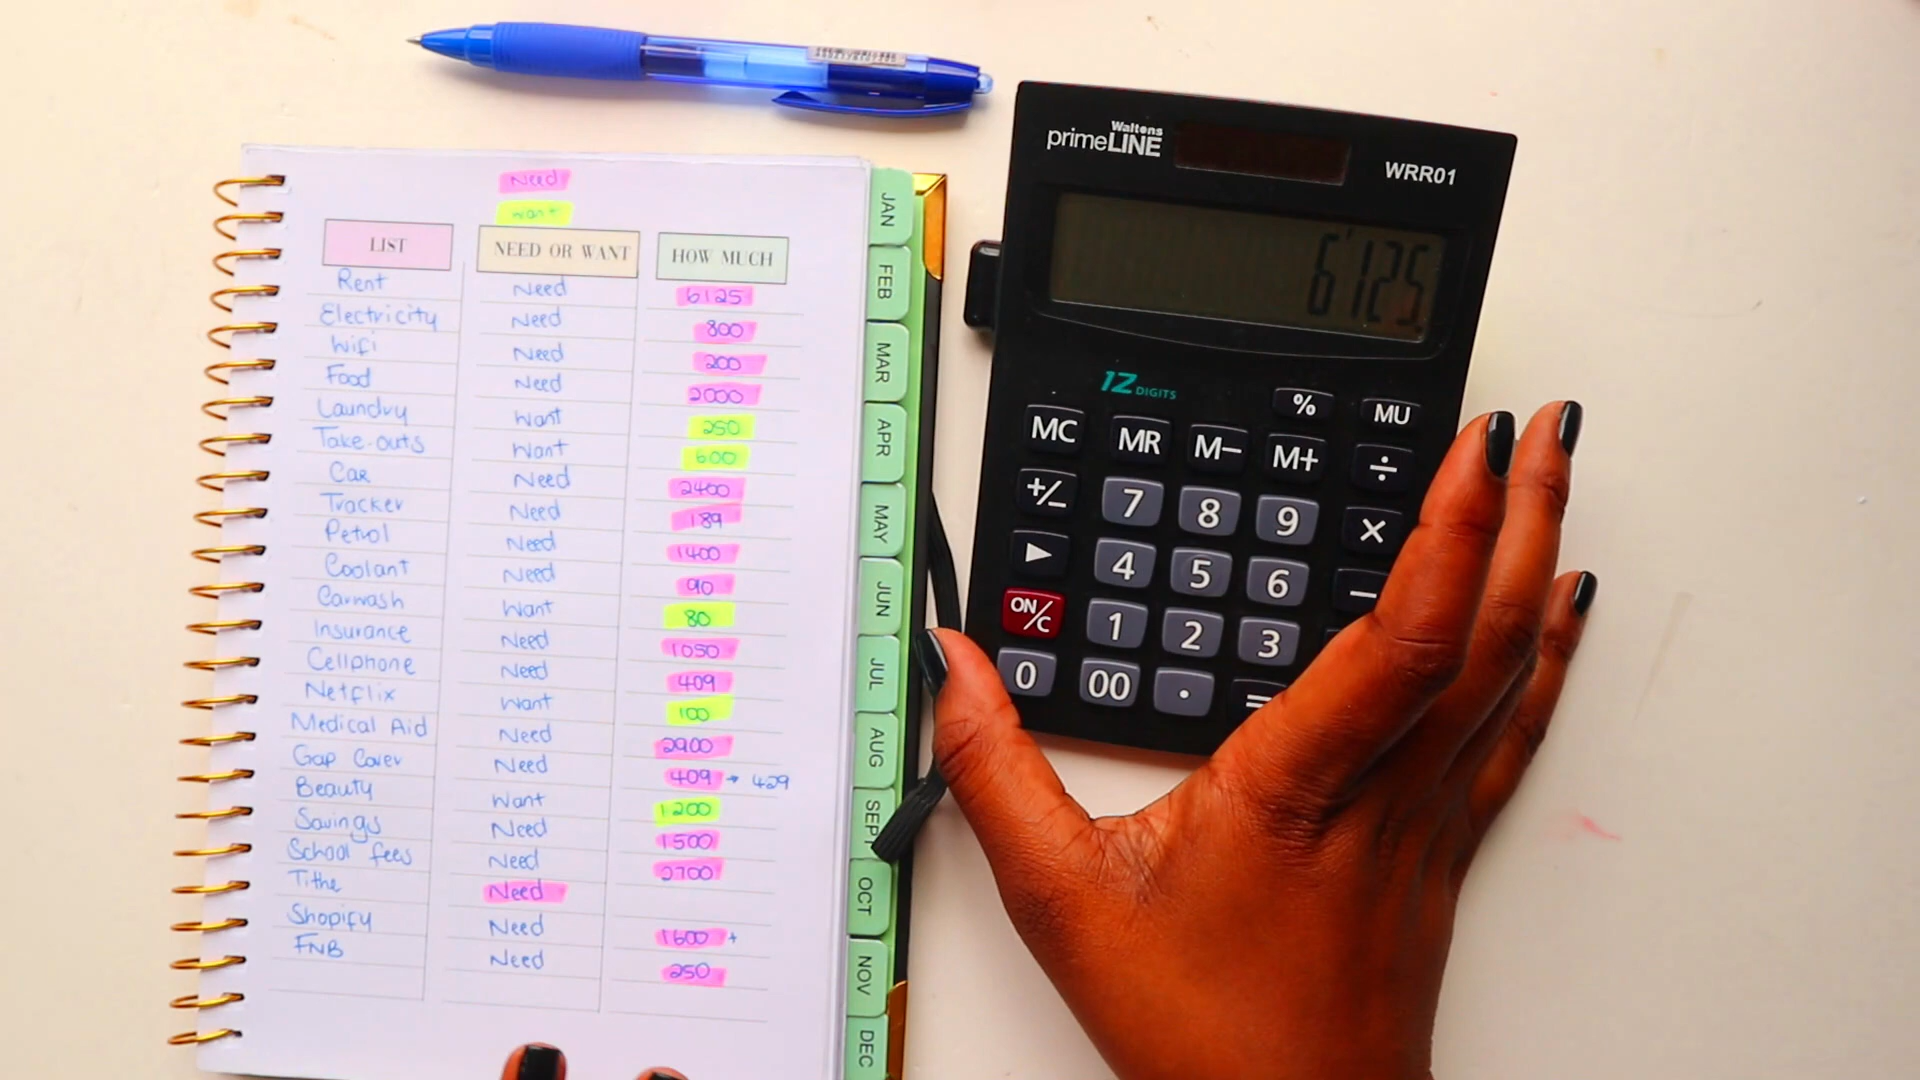 Need
Want
LIST NEED OR WANT HOW MUCH
Rent Need 6125
Electricity Need 800
Wifi Need 200
Food Need 2000
Laundry Want 250
Take-outs Want 600
Car Need 2400
Tracker Need 189
Petrol Need 1400
Coolant Need 90
Carwash Want 80
Insurance Need 1050
Cellphone Need 409
Netflix Want 100
Medical Aid Need 2900
Gap Cover Need 409 → 429
Beauty Want 1200
Savings Need 1500
School fees Need 2700
Tithe Need
Shopify Need 1600 +
FNB Need 250
JAN
FEB
MAR
APR
MAY
JUN
JUL
AUG
SEP
OCT
NOV
DEC
Waltons
primeLINE
WRR01
6'125.
12 DIGITS
% MU
MC MR M− M+ ÷
+/− 7 8 9 ×
▶ 4 5 6 −
ON/C 1 2 3
0 00 · =